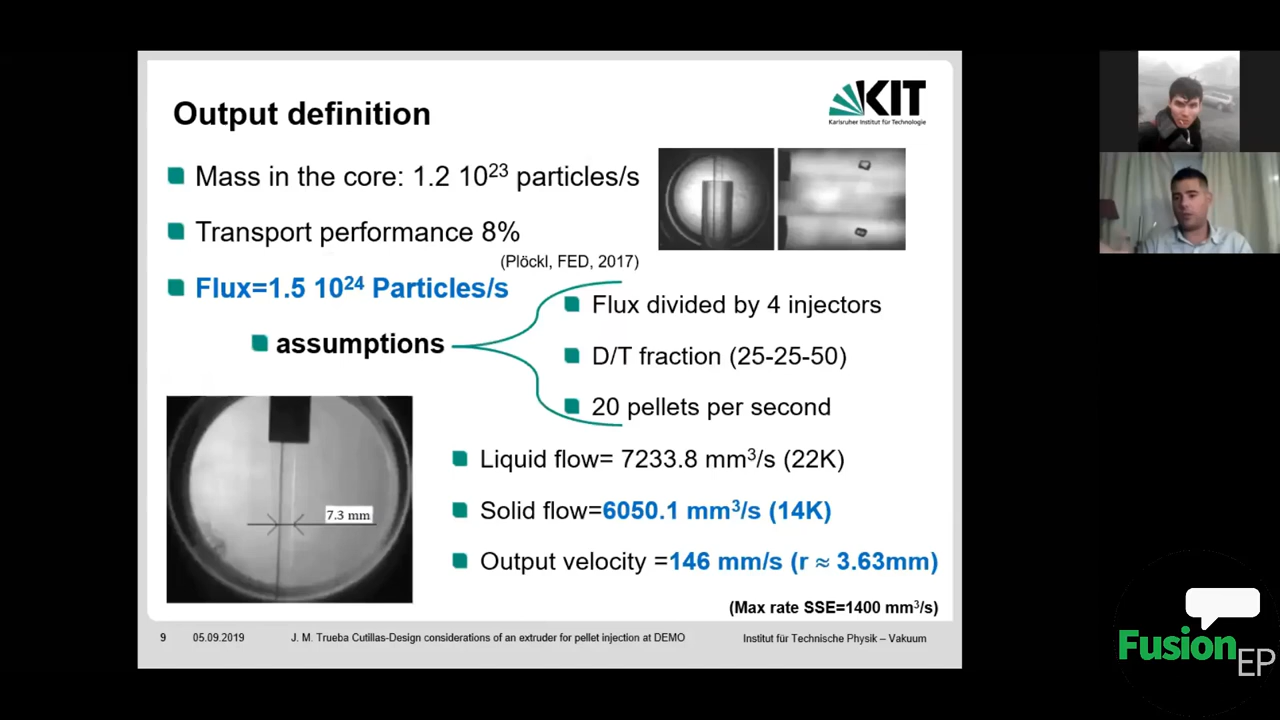 Output definition
KIT
Karlsruher Institut für Technologie
Mass in the core: 1.2 10²³ particles/s
Transport performance 8%
(Plöckl, FED, 2017)
Flux=1.5 10²⁴ Particles/s
assumptions
Flux divided by 4 injectors
D/T fraction (25-25-50)
20 pellets per second
7.3 mm
Liquid flow= 7233.8 mm³/s (22K)
Solid flow=6050.1 mm³/s (14K)
Output velocity =146 mm/s (r ≈ 3.63mm)
(Max rate SSE=1400 mm³/s)
9 05.09.2019 J. M. Trueba Cutillas-Design considerations of an extruder for pellet injection at DEMO Institut für Technische Physik – Vakuum
Fusion
EP